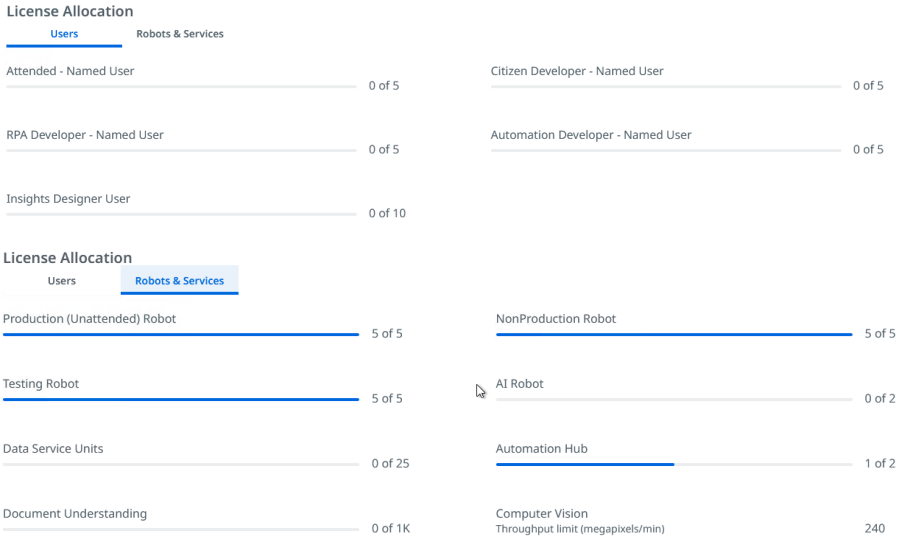 License Allocation
Users Robots & Services
Attended - Named User Citizen Developer - Named User
0 of 5 0 of 5
RPA Developer - Named User Automation Developer - Named User
0 of 5 0 of 5
Insights Designer User
0 of 10
License Allocation
Users Robots & Services
Production (Unattended) Robot NonProduction Robot
5 of 5 5 of 5
Testing Robot AI Robot
5 of 5 0 of 2
Data Service Units Automation Hub
0 of 25 1 of 2
Document Understanding Computer Vision
0 of 1K Throughput limit (megapixels/min) 240